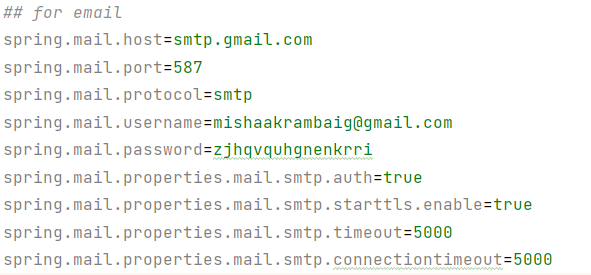 ## for email
spring.mail.host=smtp.gmail.com
spring.mail.port=587
spring.mail.protocol=smtp
spring.mail.username=mishaakrambaig@gmail.com
spring.mail.password=zjhqvquhgnenkrri
spring.mail.properties.mail.smtp.auth=true
spring.mail.properties.mail.smtp.starttls.enable=true
spring.mail.properties.mail.smtp.timeout=5000
spring.mail.properties.mail.smtp.connectiontimeout=5000